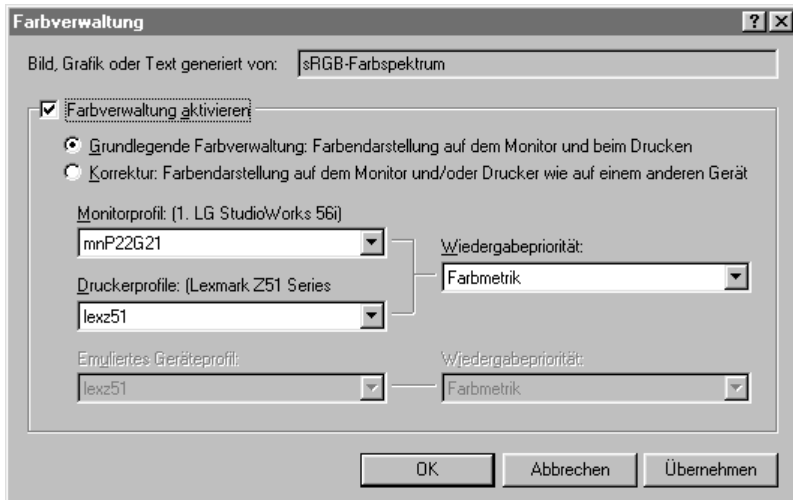 Farbverwaltung
Bild, Grafik oder Text generiert von: sRGB-Farbspektrum
Farbverwaltung aktivieren
Grundlegende Farbverwaltung: Farbendarstellung auf dem Monitor und beim Drucken
Korrektur: Farbendarstellung auf dem Monitor und/oder Drucker wie auf einem anderen Gerät
Monitorprofil: (1. LG StudioWorks 56i)
mnP22G21
Wiedergabepriorität:
Farbmetrik
Druckerprofile: (Lexmark Z51 Series
lexz51
Emuliertes Geräteprofil: Wiedergabepriorität:
lexz51 Farbmetrik
OK Abbrechen Übernehmen